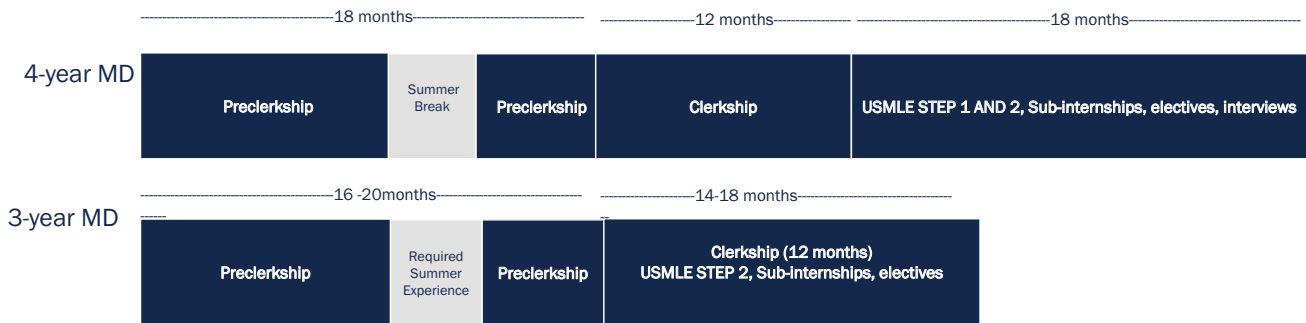 ------------------------------------18 months--------------------------------
-----------------12 months--------------
------------------------------------18 months--------------------------------
4-year MD
Preclerkship
Summer
Break
Preclerkship
Clerkship
USMLE STEP 1 AND 2, Sub-internships, electives, interviews
------------------------------------16 -20months---------------------------
------
-----------------14-18 months----------------------------
--
3-year MD
Preclerkship
Required
Summer
Experience
Preclerkship
Clerkship (12 months)
USMLE STEP 2, Sub-internships, electives